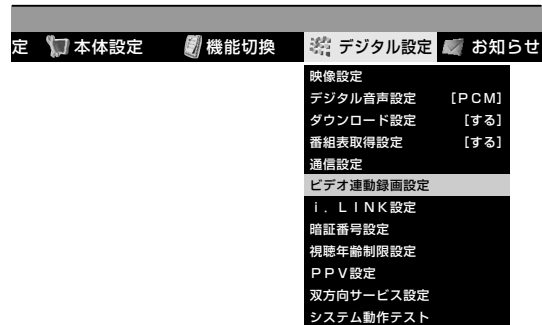 定 本体設定 機能切換 デジタル設定 お知らせ
映像設定
デジタル音声設定 [PCM]
ダウンロード設定 [する]
番組表取得設定 [する]
通信設定
ビデオ連動録画設定
i．LINK設定
暗証番号設定
視聴年齢制限設定
PPV設定
双方向サービス設定
システム動作テスト